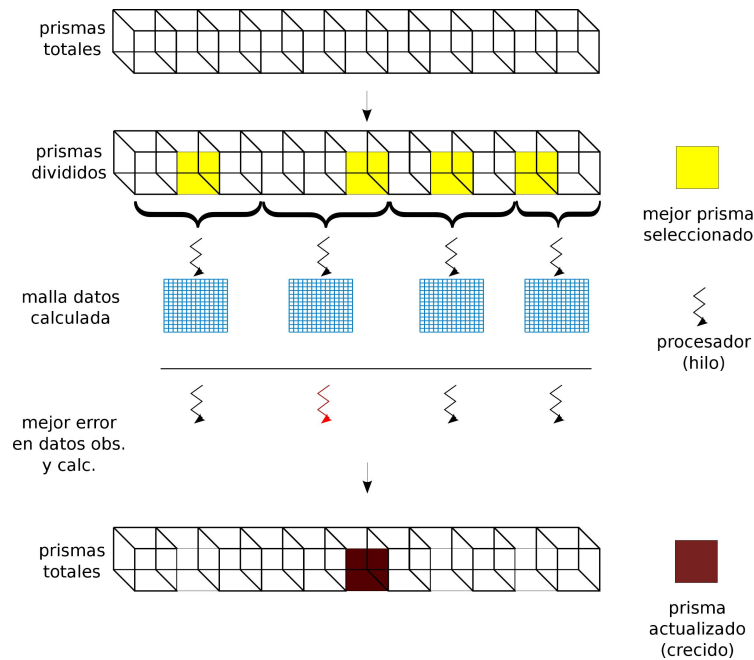 prismas
totales
prismas
divididos
mejor prisma
seleccionado
malla datos
calculada
procesador
(hilo)
mejor error
en datos obs.
y calc.
prismas
totales
prisma
actualizado
(crecido)